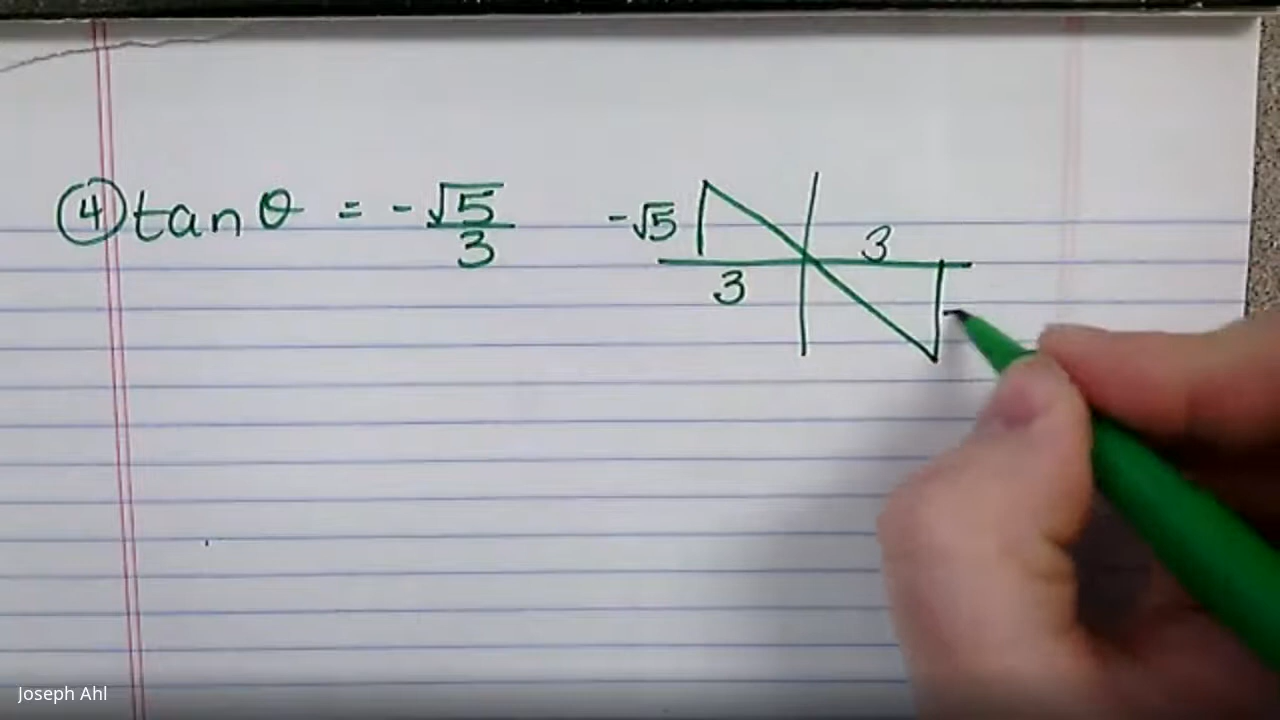 ④ tan θ = -√5/3
-√5
3
3
-
Joseph Ahl